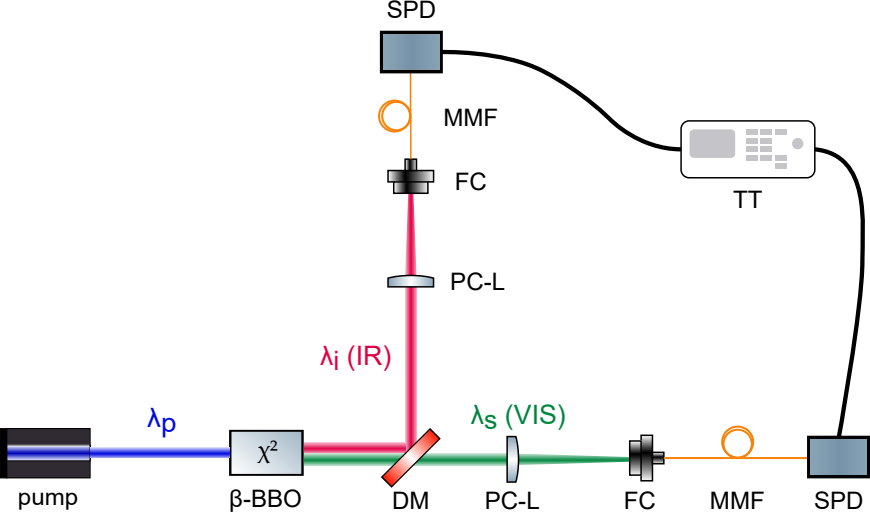 SPD
MMF
FC
TT
PC-L
λi (IR)
λp
λs (VIS)
χ²
pump
β-BBO
DM
PC-L
FC
MMF
SPD